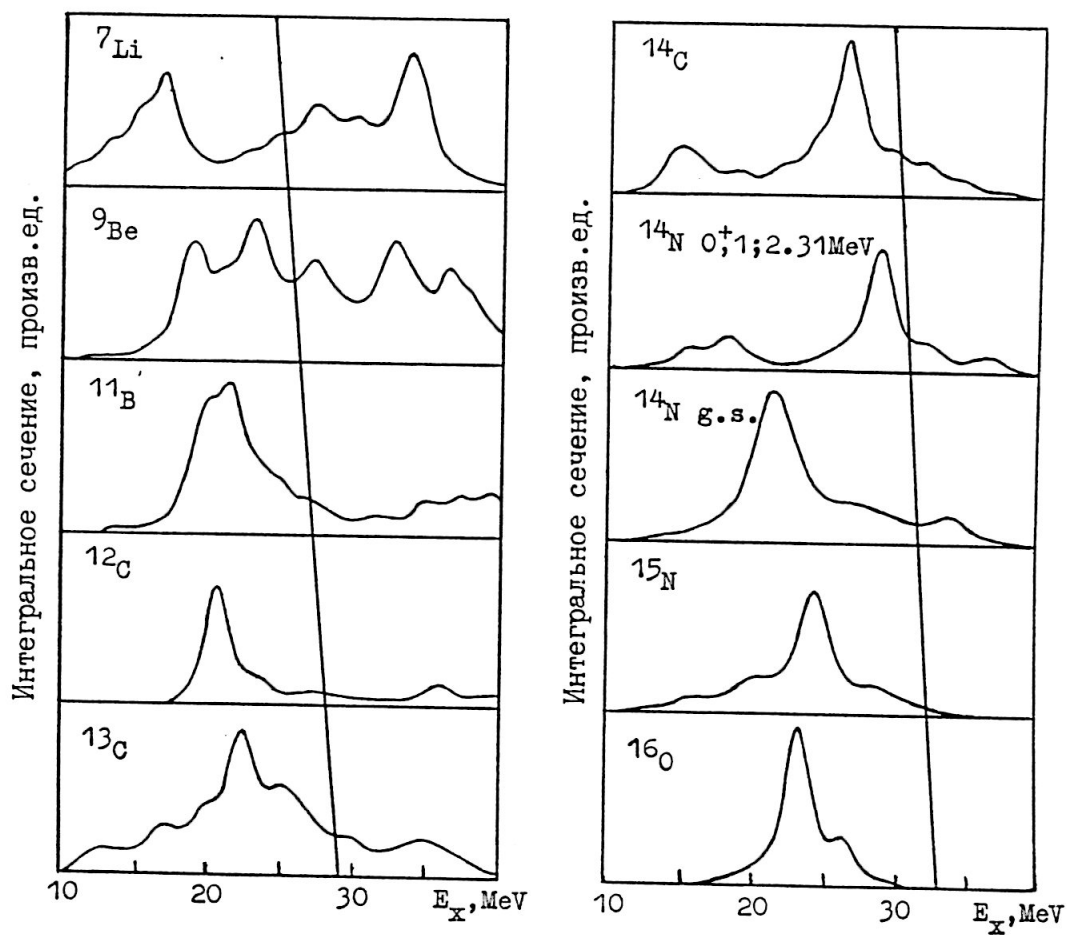 Интегральное сечение, произв.ед.
⁷Li
⁹Be
¹¹B
¹²C
¹³C
10 20 30 Eₓ,MeV
Интегральное сечение, произв.ед.
¹⁴C
¹⁴N 0⁺,1;2.31MeV
¹⁴N g.s.
¹⁵N
¹⁶O
10 20 30 Eₓ,MeV